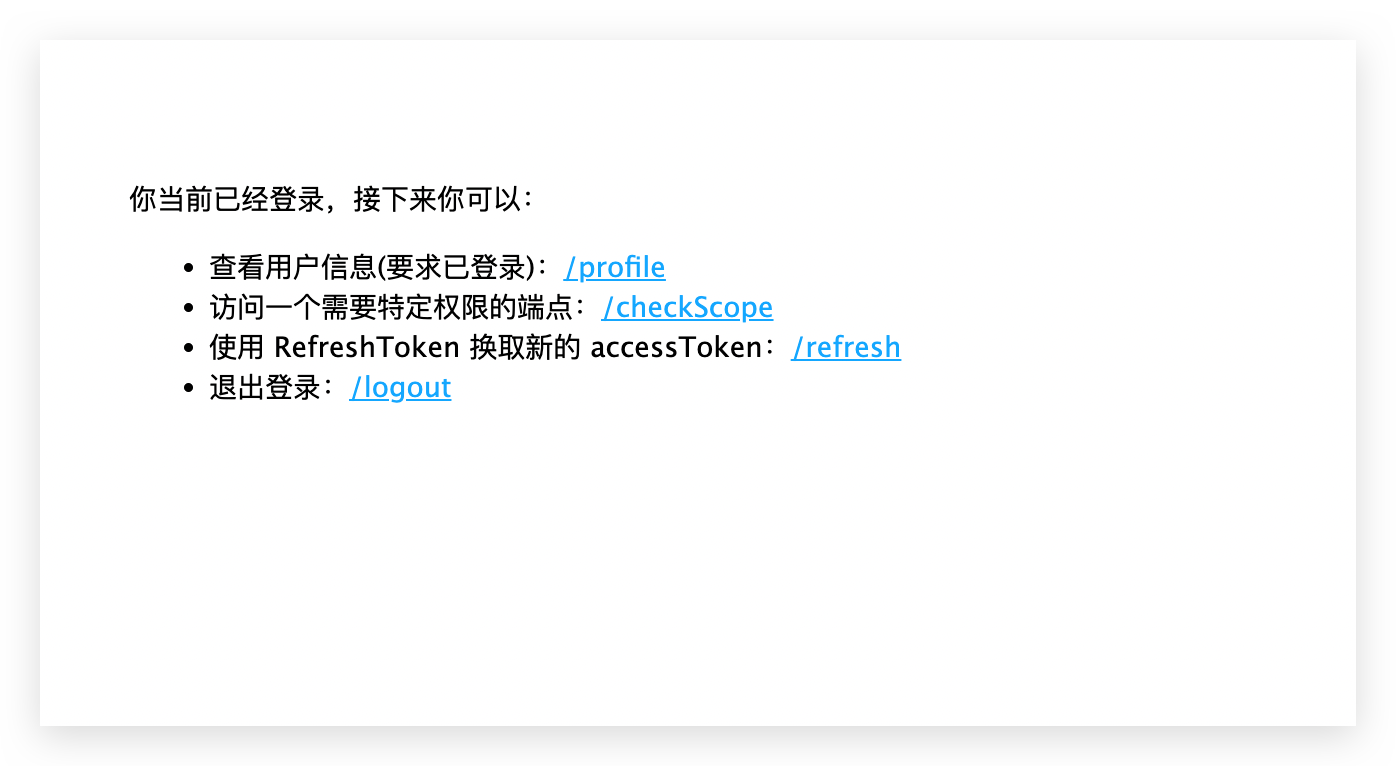 你当前已经登录，接下来你可以：
• 查看用户信息(要求已登录)：/profile
• 访问一个需要特定权限的端点：/checkScope
• 使用 RefreshToken 换取新的 accessToken：/refresh
• 退出登录：/logout